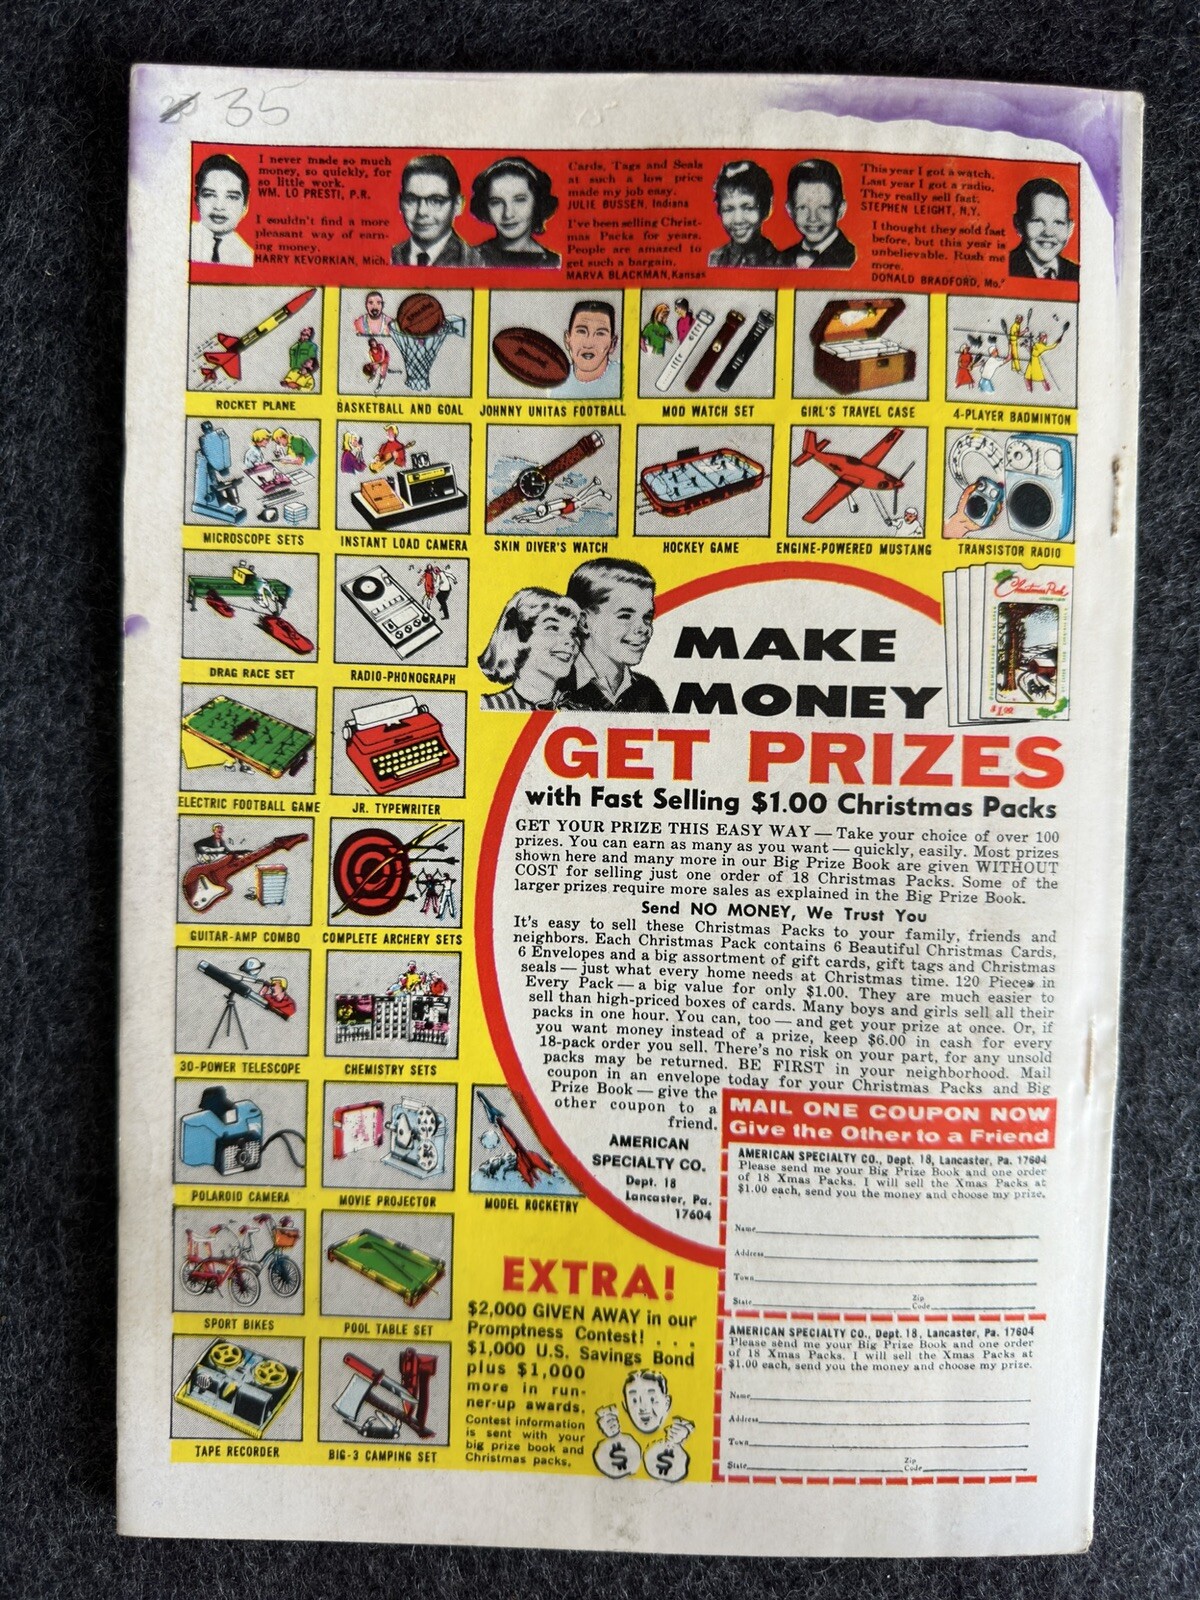 35
I never made so much
money, so quickly, for
so little work.
WM. LO PRESTI, P.R.
I couldn't find a more
pleasant way of earn-
ing money.
HARRY KEVORKIAN, Mich.
Cards, Tags and Seals
at such a low price
made my job easy.
JULIE BUSSEN, Indiana
I've been selling Christ-
mas Packs for years.
People are amazed to
get such a bargain.
MARVA BLACKMAN, Kansas
This year I got a watch.
Last year I got a radio.
They really sell fast.
STEPHEN LEIGHT, N.Y.
I thought they sold fast
before, but this year is
unbelievable. Rush me
more.
DONALD BRADFORD, Mo.
ROCKET PLANE
BASKETBALL AND GOAL
JOHNNY UNITAS FOOTBALL
MOD WATCH SET
GIRL'S TRAVEL CASE
4-PLAYER BADMINTON
MICROSCOPE SETS
INSTANT LOAD CAMERA
SKIN DIVER'S WATCH
HOCKEY GAME
ENGINE-POWERED MUSTANG
TRANSISTOR RADIO
DRAG RACE SET
RADIO-PHONOGRAPH
ELECTRIC FOOTBALL GAME
JR. TYPEWRITER
GUITAR-AMP COMBO
COMPLETE ARCHERY SETS
30-POWER TELESCOPE
CHEMISTRY SETS
POLAROID CAMERA
MOVIE PROJECTOR
MODEL ROCKETRY
SPORT BIKES
POOL TABLE SET
TAPE RECORDER
BIG-3 CAMPING SET
Christmas Pack
$1.00
MAKE
MONEY
GET PRIZES
with Fast Selling $1.00 Christmas Packs
GET YOUR PRIZE THIS EASY WAY — Take your choice of over 100
prizes. You can earn as many as you want — quickly, easily. Most prizes
shown here and many more in our Big Prize Book are given WITHOUT
COST for selling just one order of 18 Christmas Packs. Some of the
larger prizes require more sales as explained in the Big Prize Book.
Send NO MONEY, We Trust You
It's easy to sell these Christmas Packs to your family, friends and
neighbors. Each Christmas Pack contains 6 Beautiful Christmas Cards,
6 Envelopes and a big assortment of gift cards, gift tags and Christmas
seals — just what every home needs at Christmas time. 120 Pieces in
Every Pack — a big value for only $1.00. They are much easier to
sell than high-priced boxes of cards. Many boys and girls sell all their
packs in one hour. You can, too — and get your prize at once. Or, if
you want money instead of a prize, keep $6.00 in cash for every
18-pack order you sell. There's no risk on your part, for any unsold
packs may be returned. BE FIRST in your neighborhood. Mail
coupon in an envelope today for your Christmas Packs and Big
Prize Book — give the
other coupon to a
friend.
AMERICAN
SPECIALTY CO.
Dept. 18
Lancaster, Pa.
17604
MAIL ONE COUPON NOW
Give the Other to a Friend
AMERICAN SPECIALTY CO., Dept. 18, Lancaster, Pa. 17604
Please send me your Big Prize Book and one order
of 18 Xmas Packs. I will sell the Xmas Packs at
$1.00 each, send you the money and choose my prize.
Name
Address
Town
State Zip Code
AMERICAN SPECIALTY CO., Dept. 18, Lancaster, Pa. 17604
Please send me your Big Prize Book and one order
of 18 Xmas Packs. I will sell the Xmas Packs at
$1.00 each, send you the money and choose my prize.
Name
Address
Town
State Zip Code
EXTRA!
$2,000 GIVEN AWAY in our
Promptness Contest! . . .
$1,000 U.S. Savings Bond
plus $1,000
more in run-
ner-up awards.
Contest information
is sent with your
big prize book and
Christmas packs.
$ $